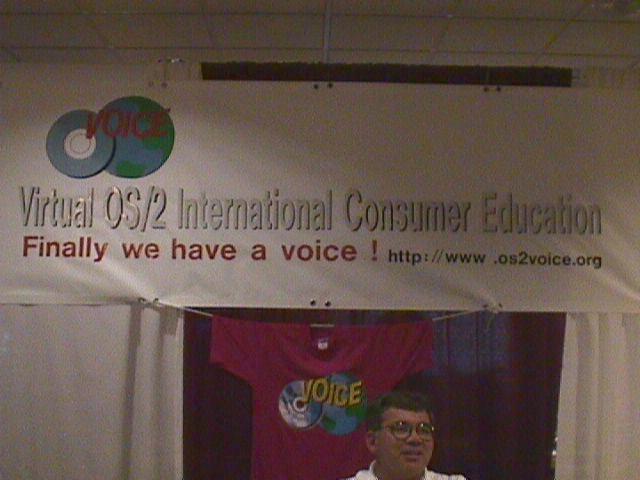 VOICE
Virtual OS/2 International Consumer Education
Finally we have a voice ! http://www .os2voice.org
VOICE